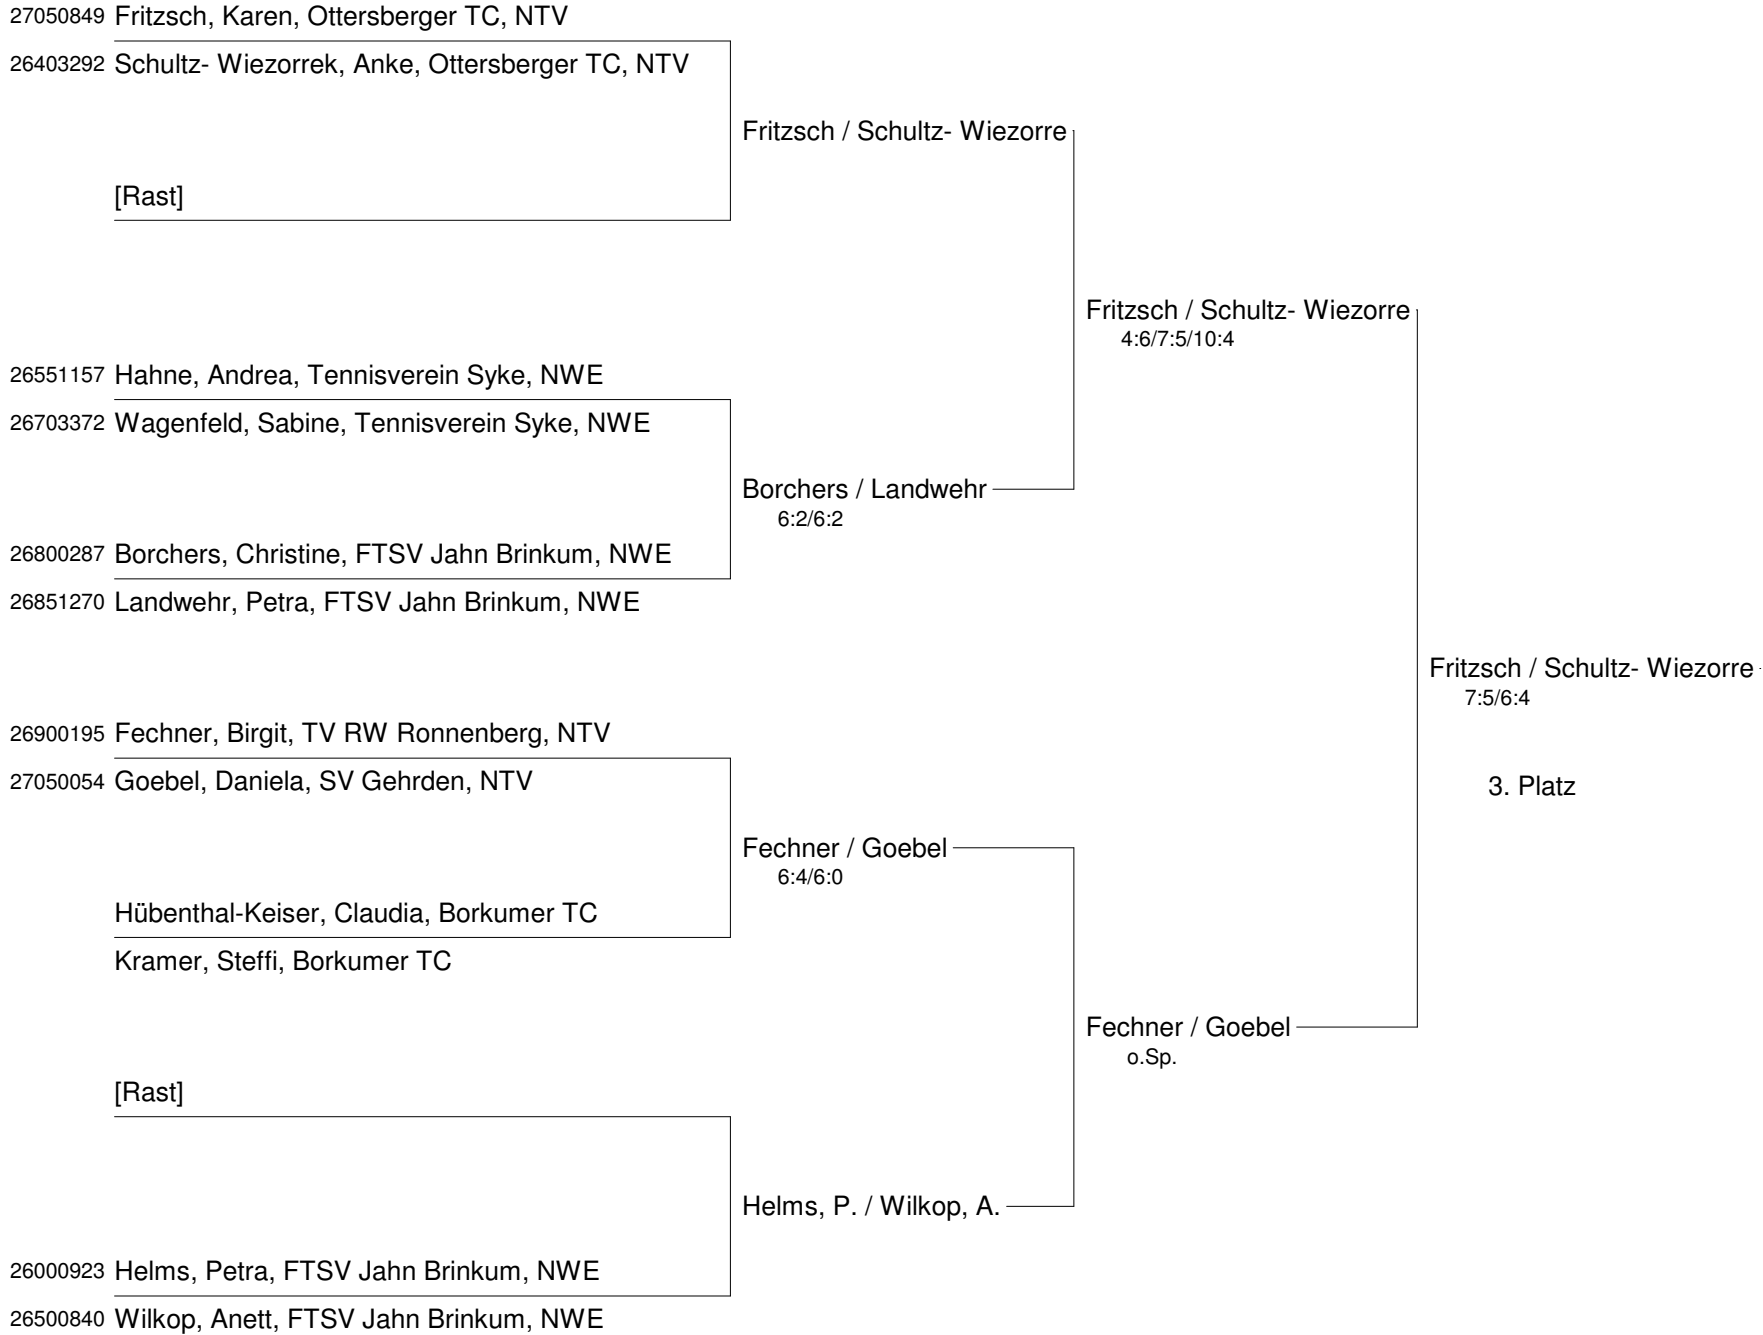 27050849 Fritzsch, Karen, Ottersberger TC, NTV
26403292 Schultz- Wiezorrek, Anke, Ottersberger TC, NTV
Fritzsch / Schultz- Wiezorre
[Rast]
Fritzsch / Schultz- Wiezorre
4:6/7:5/10:4
26551157 Hahne, Andrea, Tennisverein Syke, NWE
26703372 Wagenfeld, Sabine, Tennisverein Syke, NWE
Borchers / Landwehr
6:2/6:2
26800287 Borchers, Christine, FTSV Jahn Brinkum, NWE
26851270 Landwehr, Petra, FTSV Jahn Brinkum, NWE
Fritzsch / Schultz- Wiezorre
7:5/6:4
26900195 Fechner, Birgit, TV RW Ronnenberg, NTV
27050054 Goebel, Daniela, SV Gehrden, NTV
3. Platz
Fechner / Goebel
6:4/6:0
Hübenthal-Keiser, Claudia, Borkumer TC
Kramer, Steffi, Borkumer TC
Fechner / Goebel
o.Sp.
[Rast]
Helms, P. / Wilkop, A.
26000923 Helms, Petra, FTSV Jahn Brinkum, NWE
26500840 Wilkop, Anett, FTSV Jahn Brinkum, NWE